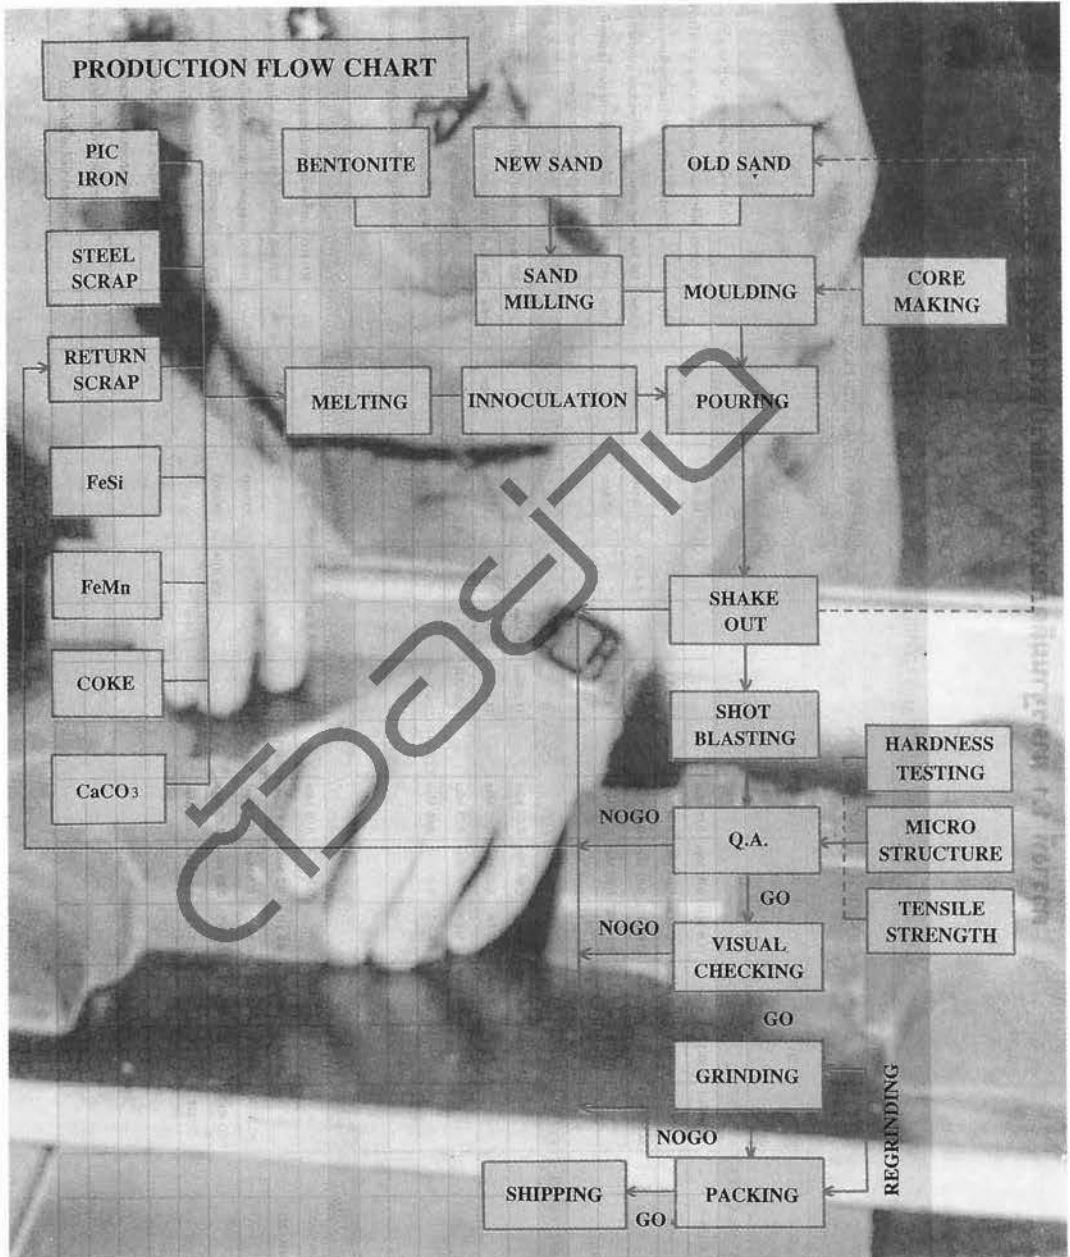 PRODUCTION FLOW CHART
PIC
IRON
BENTONITE
NEW SAND
OLD SAND
STEEL
SCRAP
SAND
MILLING
MOULDING
CORE
MAKING
RETURN
SCRAP
MELTING
INNOCULATION
POURING
FeSi
FeMn
SHAKE
OUT
COKE
SHOT
BLASTING
HARDNESS
TESTING
CaCO3
NOGO
Q.A.
MICRO
STRUCTURE
GO
NOGO
VISUAL
CHECKING
TENSILE
STRENGTH
GO
GRINDING
REGRINDING
NOGO
SHIPPING
PACKING
GO